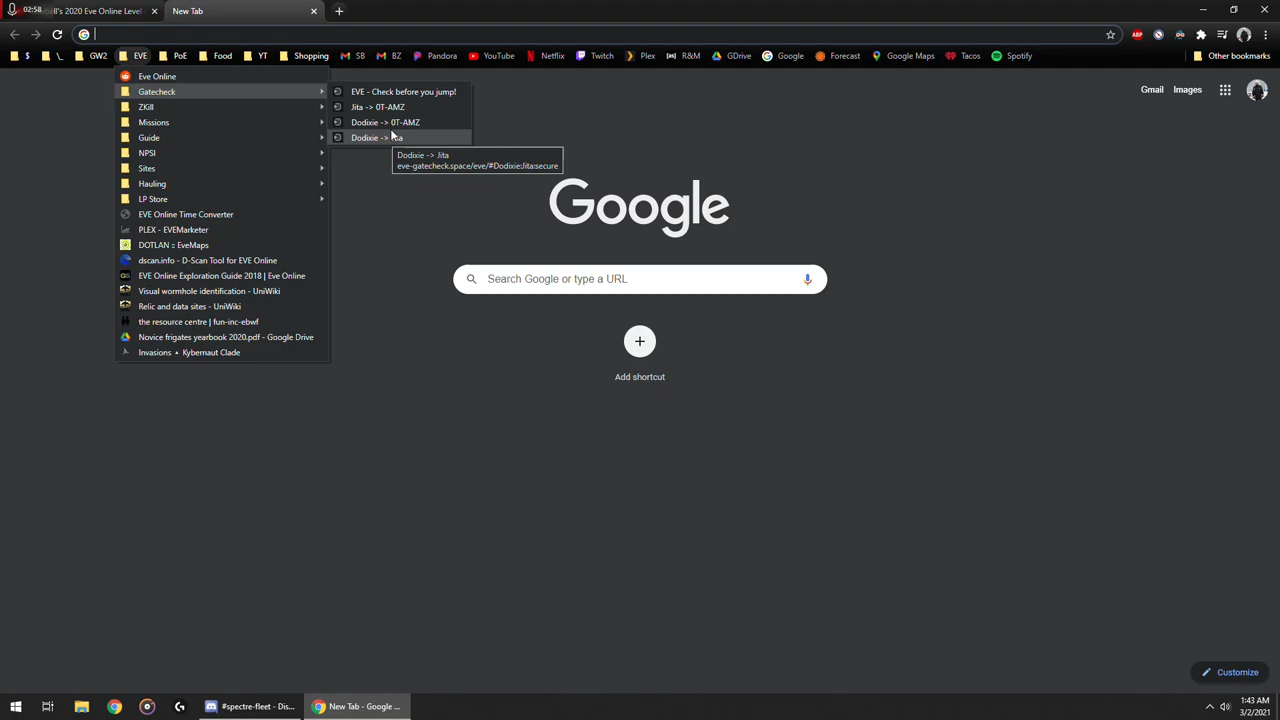 02:58
ell's 2020 Eve Online Level
New Tab
$
\_
GW2
EVE
PoE
Food
YT
Shopping
SB
BZ
Pandora
YouTube
Netflix
Twitch
Plex
R&M
GDrive
Google
Forecast
Google Maps
Tacos
Spotify
Other bookmarks
ABP
Eve Online
Gatecheck
ZKill
Missions
Guide
NPSI
Sites
Hauling
LP Store
EVE Online Time Converter
PLEX - EVEMarketer
DOTLAN :: EveMaps
dscan.info - D-Scan Tool for EVE Online
EVE Online Exploration Guide 2018 | Eve Online
Visual wormhole identification - UniWiki
Relic and data sites - UniWiki
the resource centre | fun-inc-ebwf
Novice frigates yearbook 2020.pdf - Google Drive
Invasions • Kybernaut Clade
EVE - Check before you jump!
Jita -> 0T-AMZ
Dodixie -> 0T-AMZ
Dodixie -> Jita
Dodixie -> Jita
eve-gatecheck.space/eve/#Dodixie:Jita:secure
Gmail
Images
Google
Search Google or type a URL
Add shortcut
Customize
#spectre-fleet - Dis...
New Tab - Google ...
1:43 AM
3/2/2021